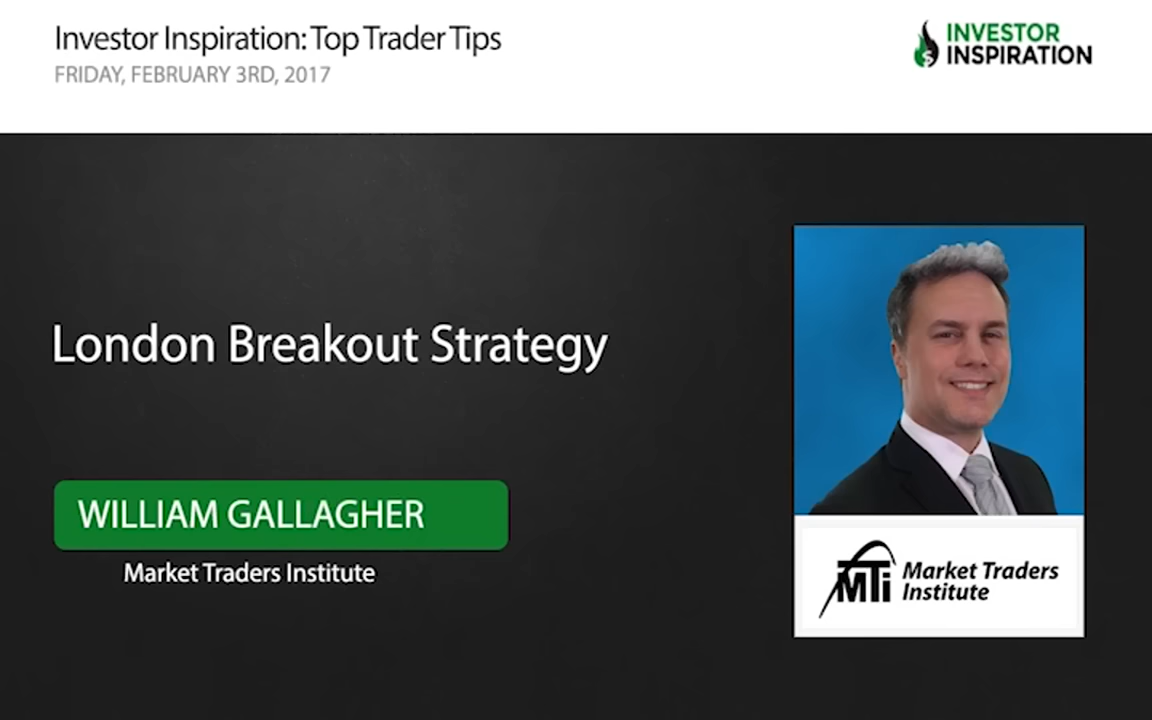 Investor Inspiration: Top Trader Tips
FRIDAY, FEBRUARY 3RD, 2017
INVESTOR
INSPIRATION
London Breakout Strategy
WILLIAM GALLAGHER
Market Traders Institute
MTi Market Traders
Institute